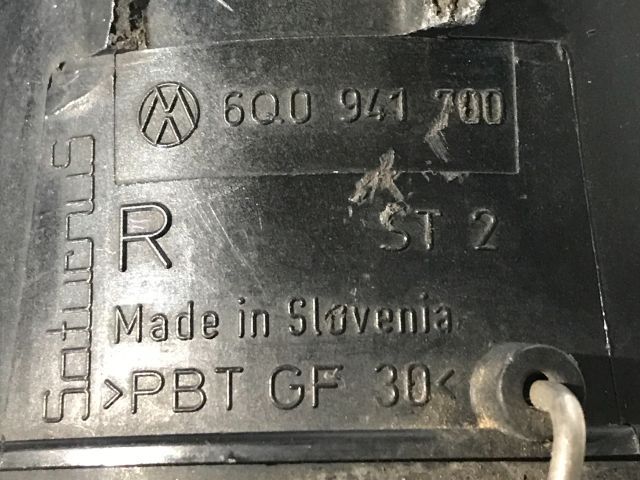 6Q0 941 700
R ST 2
Made in Slovenia
>PBT GF 30<
saturnus